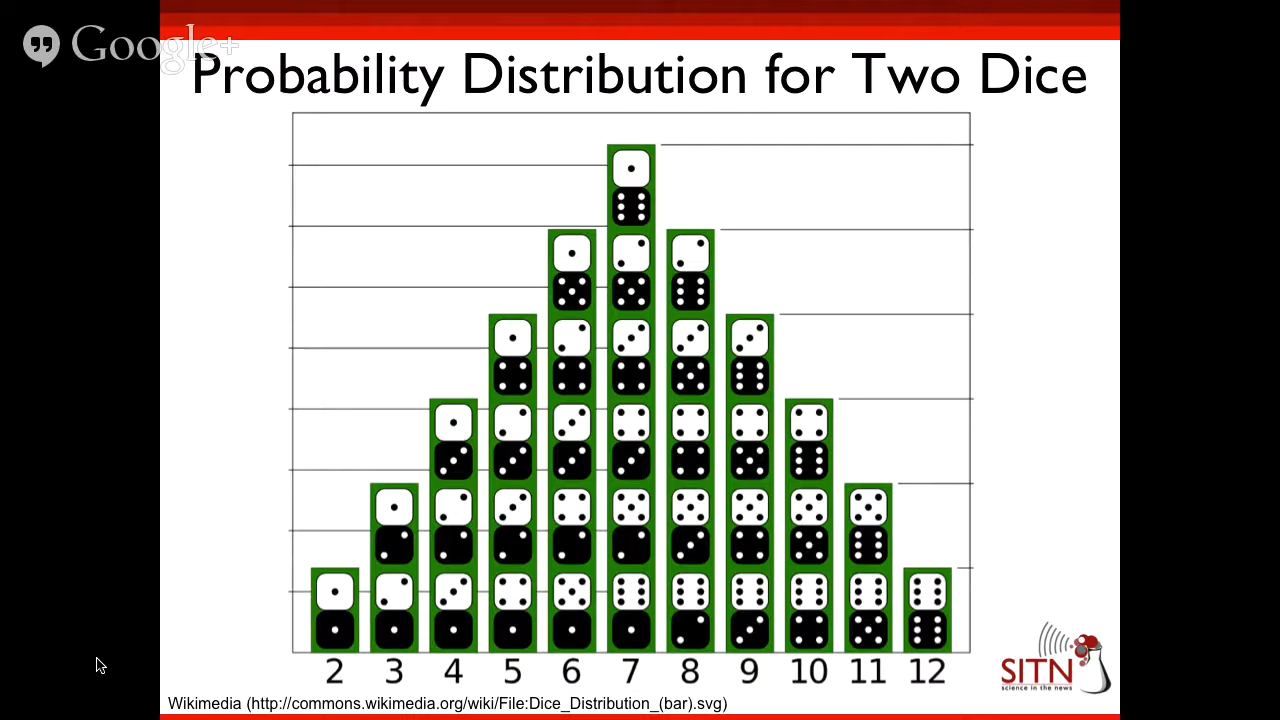 Google+
Probability Distribution for Two Dice
2 3 4 5 6 7 8 9 10 11 12
SITN
science in the news
Wikimedia (http://commons.wikimedia.org/wiki/File:Dice_Distribution_(bar).svg)